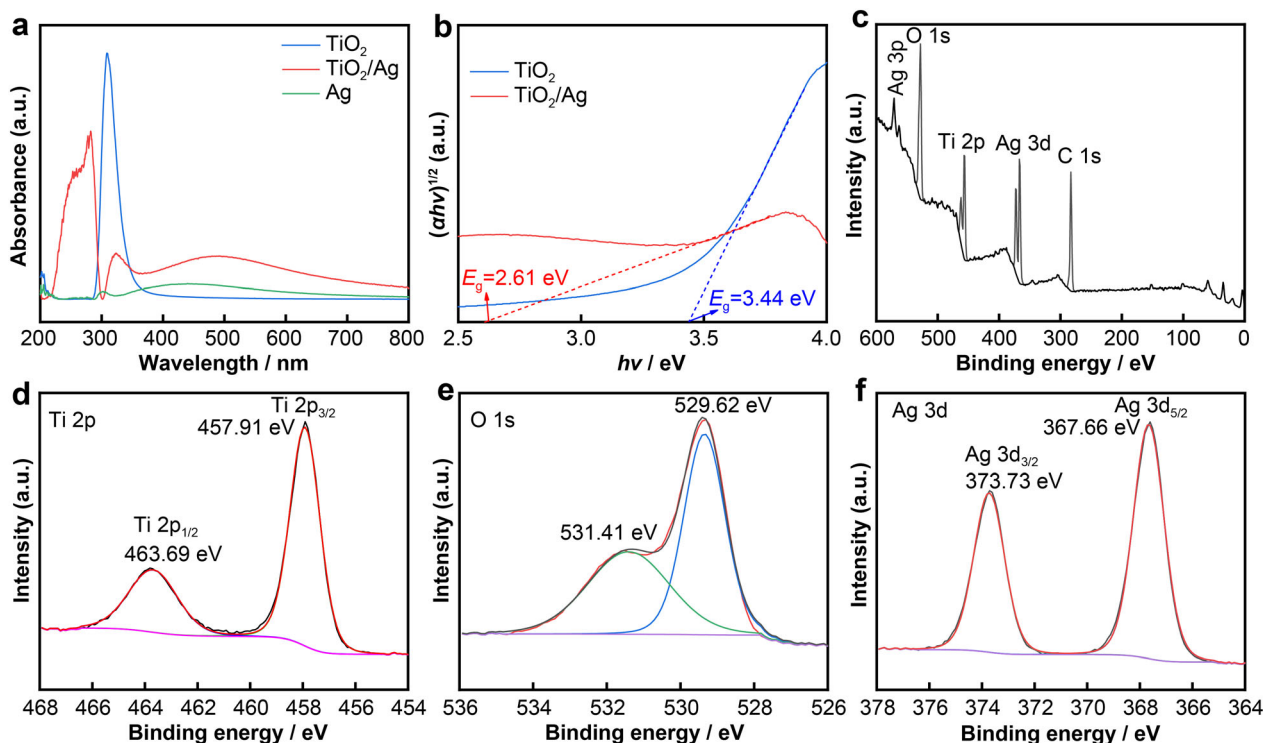 a
TiO₂
TiO₂/Ag
Ag
Absorbance (a.u.)
200 300 400 500 600 700 800
Wavelength / nm
b
TiO₂
TiO₂/Ag
(αhν)¹/²​ (a.u.)
E_g=2.61 eV
E_g=3.44 eV
2.5 3.0 3.5 4.0
hν / eV
c
Ag 3p
O 1s
Ti 2p
Ag 3d
C 1s
Intensity (a.u.)
600 500 400 300 200 100 0
Binding energy / eV
d
Ti 2p
Ti 2p₃/₂
457.91 eV
Ti 2p₁/₂
463.69 eV
Intensity (a.u.)
468 466 464 462 460 458 456 454
Binding energy / eV
e
O 1s
529.62 eV
531.41 eV
Intensity (a.u.)
536 534 532 530 528 526
Binding energy / eV
f
Ag 3d
Ag 3d₅/₂
367.66 eV
Ag 3d₃/₂
373.73 eV
Intensity (a.u.)
378 376 374 372 370 368 366 364
Binding energy / eV